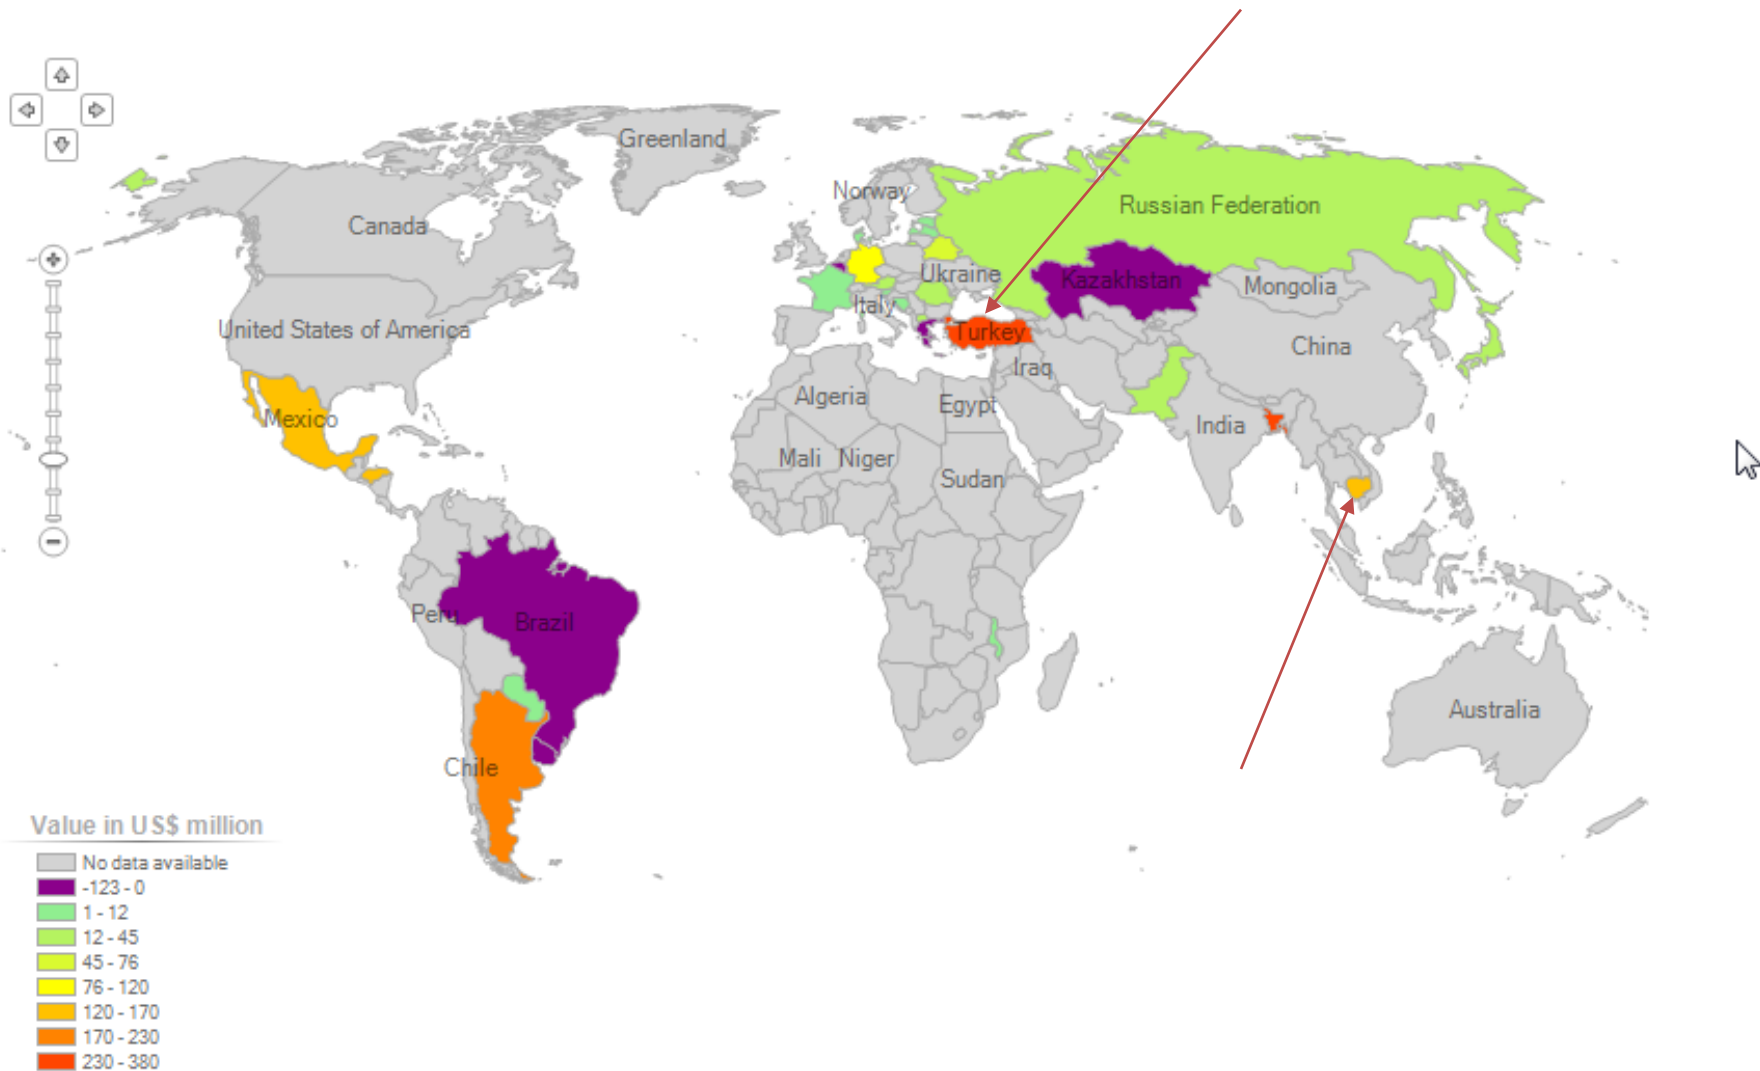 Greenland
Norway
Russian Federation
Canada
Ukraine
Kazakhstan
Mongolia
Italy
United States of America
Turkey
China
Iraq
Algeria
Egypt
Mexico
India
Mali
Niger
Sudan
Peru
Brazil
Australia
Chile
Value in US$ million
No data available
-123 - 0
1 - 12
12 - 45
45 - 76
76 - 120
120 - 170
170 - 230
230 - 380